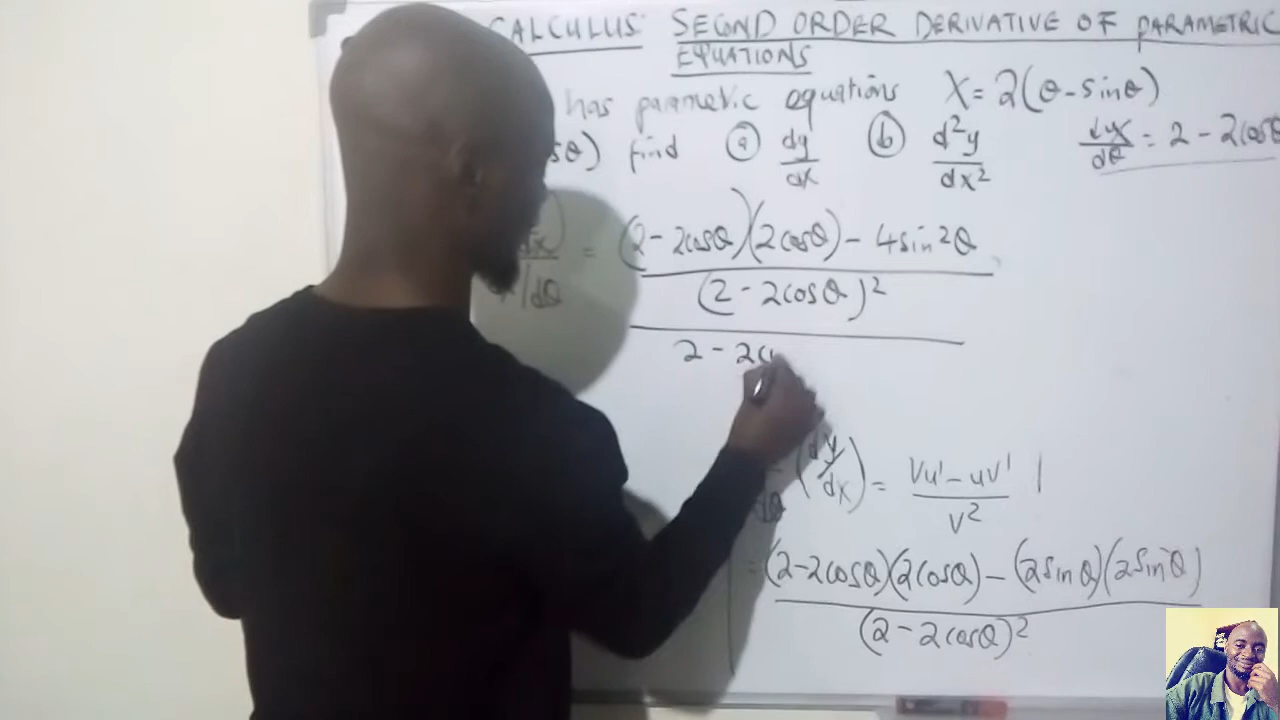 CALCULUS: SECOND ORDER DERIVATIVE OF PARAMETRIC
EQUATIONS
has parametic equations X = 2(θ - sinθ)
sθ) find (a) dy/dx (b) d²y/dx² dx/dθ = 2 - 2cosθ
= (2 - 2cosθ)(2cosθ) - 4sin²θ
(2 - 2cosθ)²
2 - 2c
(dy/dx) = Vu' - uv' / V²
= (2-2cosθ)(2cosθ) - (2sinθ)(2sinθ)
(2 - 2cosθ)²